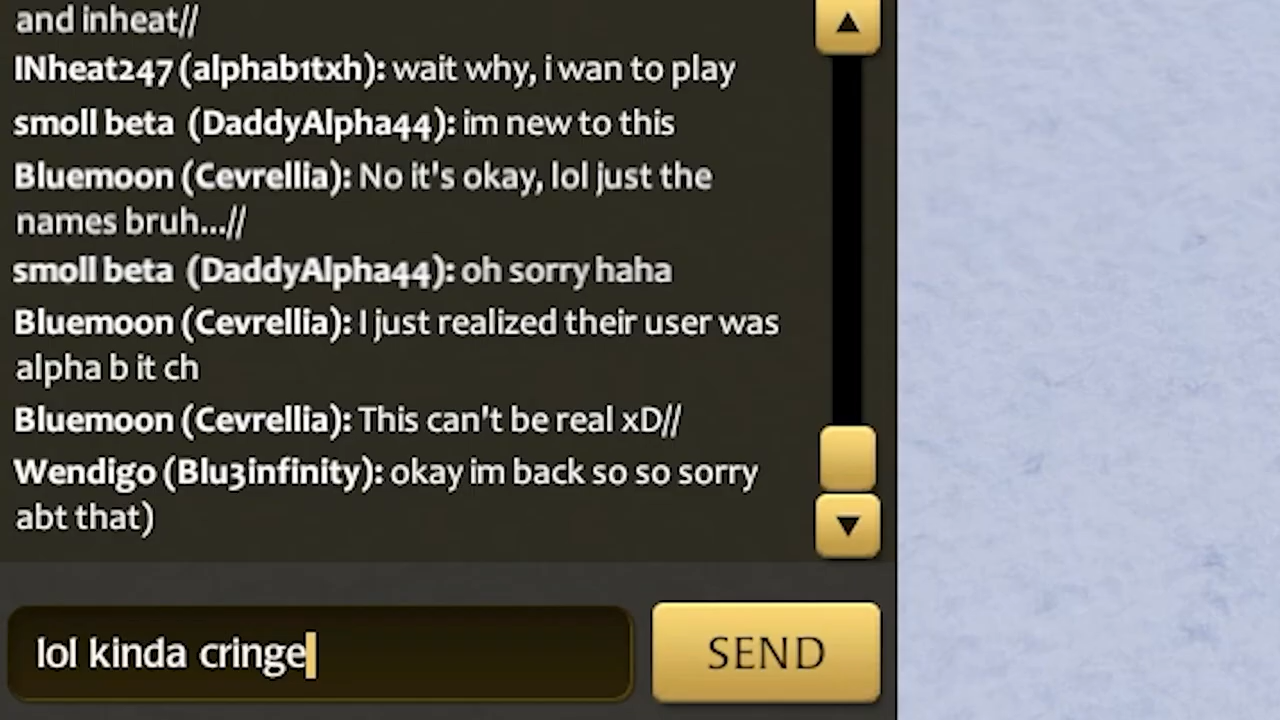 and inheat//
INheat247 (alphab1txh): wait why, i wan to play
smoll beta (DaddyAlpha44): im new to this
Bluemoon (Cevrellia): No it's okay, lol just the
names bruh...//
smoll beta (DaddyAlpha44): oh sorry haha
Bluemoon (Cevrellia): I just realized their user was
alpha b it ch
Bluemoon (Cevrellia): This can't be real xD//
Wendigo (Blu3infinity): okay im back so so sorry
abt that)
lol kinda cringe
SEND